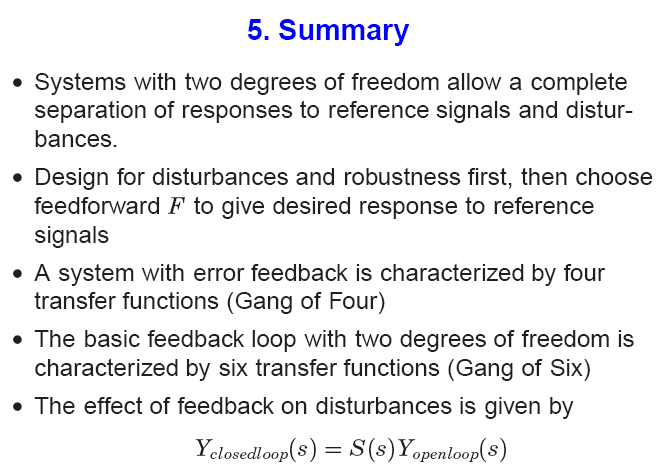 5. Summary
• Systems with two degrees of freedom allow a complete
separation of responses to reference signals and distur-
bances.
• Design for disturbances and robustness first, then choose
feedforward F to give desired response to reference
signals
• A system with error feedback is characterized by four
transfer functions (Gang of Four)
• The basic feedback loop with two degrees of freedom is
characterized by six transfer functions (Gang of Six)
• The effect of feedback on disturbances is given by
Y_{closedloop}(s) = S(s)Y_{openloop}(s)